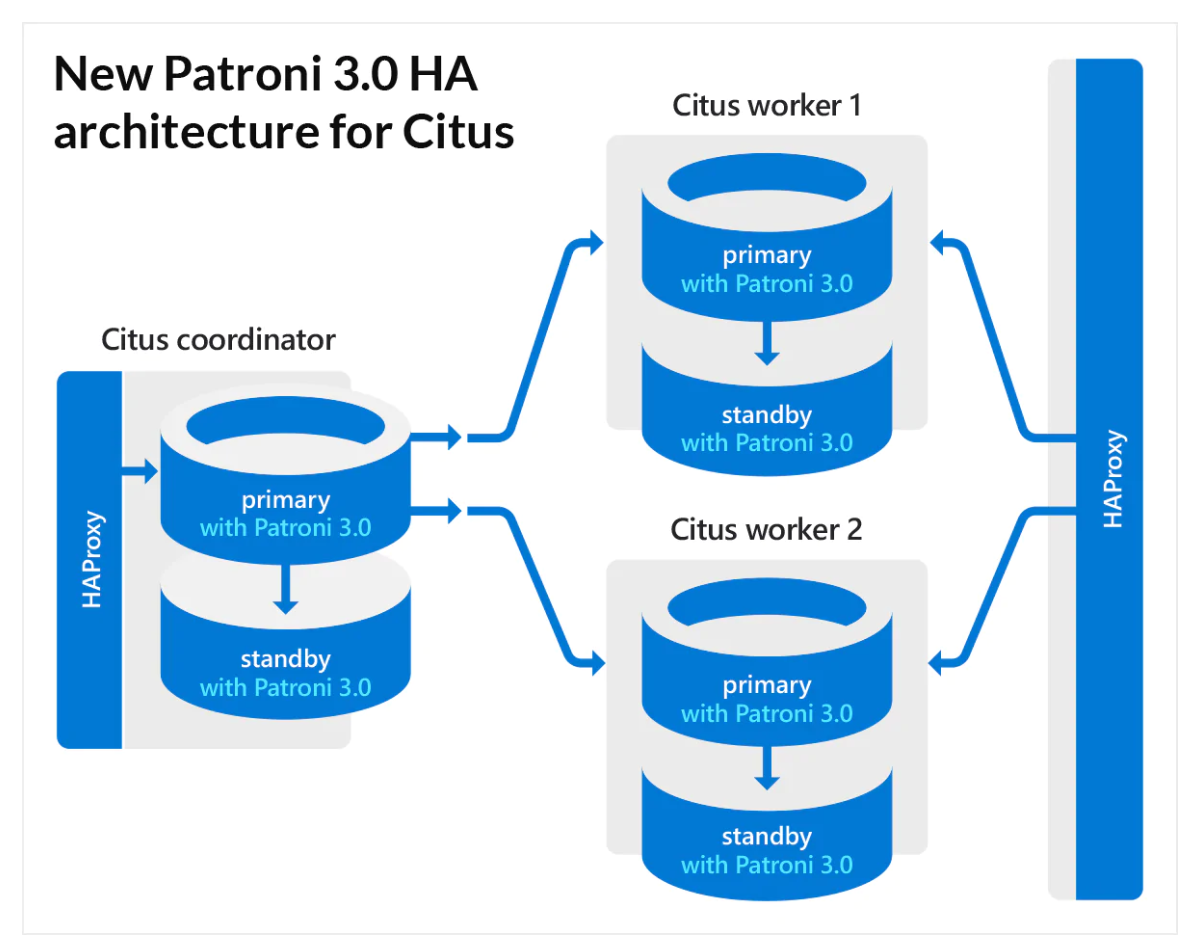 New Patroni 3.0 HA
architecture for Citus
Citus coordinator
HAProxy
primary
with Patroni 3.0
standby
with Patroni 3.0
Citus worker 1
primary
with Patroni 3.0
standby
with Patroni 3.0
Citus worker 2
primary
with Patroni 3.0
standby
with Patroni 3.0
HAProxy